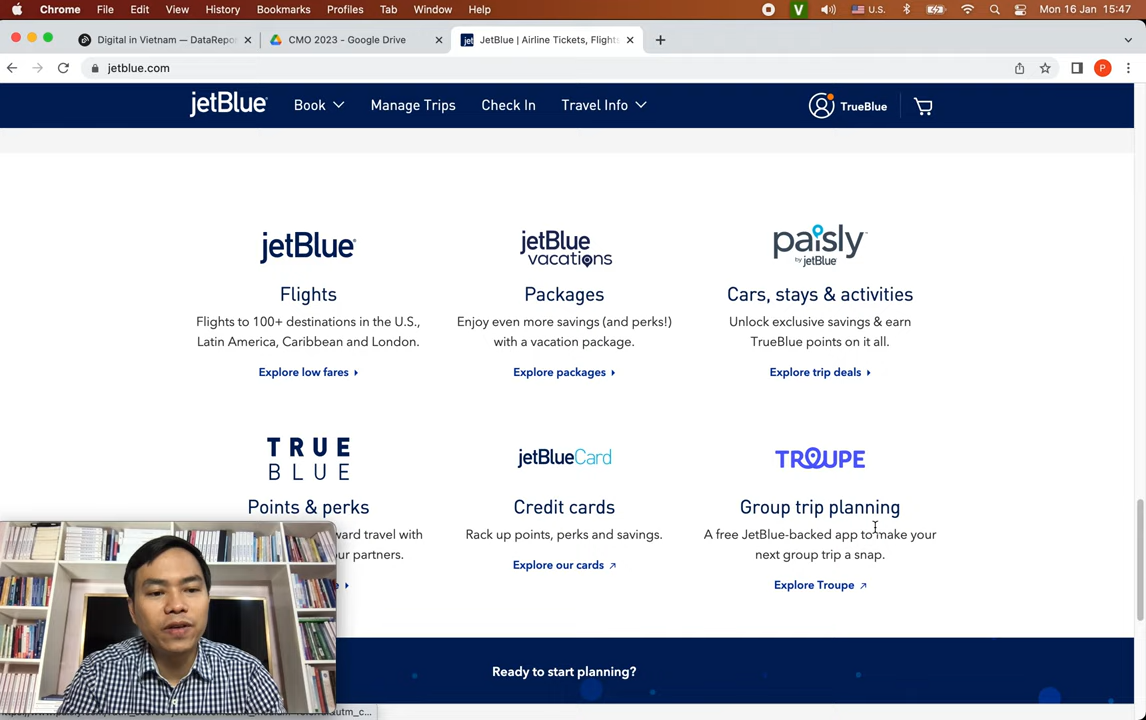 Chrome File Edit View History Bookmarks Profiles Tab Window Help V U.S. Mon 16 Jan 15:47
Digital in Vietnam — DataRepor CMO 2023 - Google Drive jet JetBlue | Airline Tickets, Flights
jetblue.com P
jetBlue Book Manage Trips Check In Travel Info TrueBlue
jetBlue
Flights
Flights to 100+ destinations in the U.S.,
Latin America, Caribbean and London.
Explore low fares
jetBlue
vacations
Packages
Enjoy even more savings (and perks!)
with a vacation package.
Explore packages
paisly
by jetBlue
Cars, stays & activities
Unlock exclusive savings & earn
TrueBlue points on it all.
Explore trip deals
TRUE
BLUE
Points & perks
ward travel with
our partners.
jetBlueCard
Credit cards
Rack up points, perks and savings.
Explore our cards
TROUPE
Group trip planning
A free JetBlue-backed app to make your
next group trip a snap.
Explore Troupe
Ready to start planning?